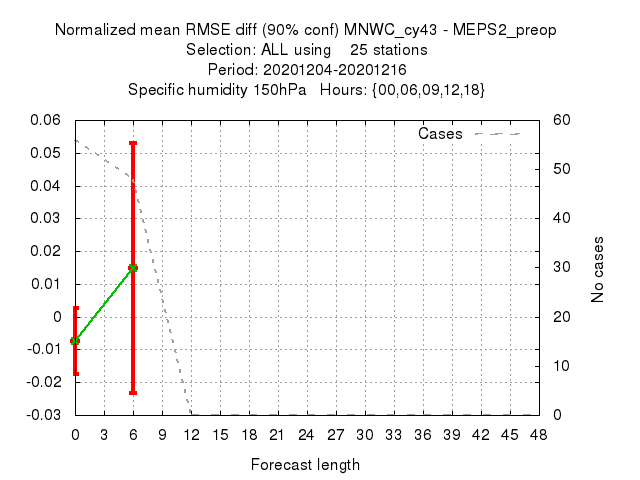 Normalized mean RMSE diff (90% conf) MNWC_cy43 - MEPS2_preop
Selection: ALL using    25 stations
Period: 20201204-20201216
Specific humidity 150hPa   Hours: {00,06,09,12,18}
Cases
0.06
0.05
0.04
0.03
0.02
0.01
0
-0.01
-0.02
-0.03
60
50
40
30
20
10
0
No cases
0 3 6 9 12 15 18 21 24 27 30 33 36 39 42 45 48
Forecast length